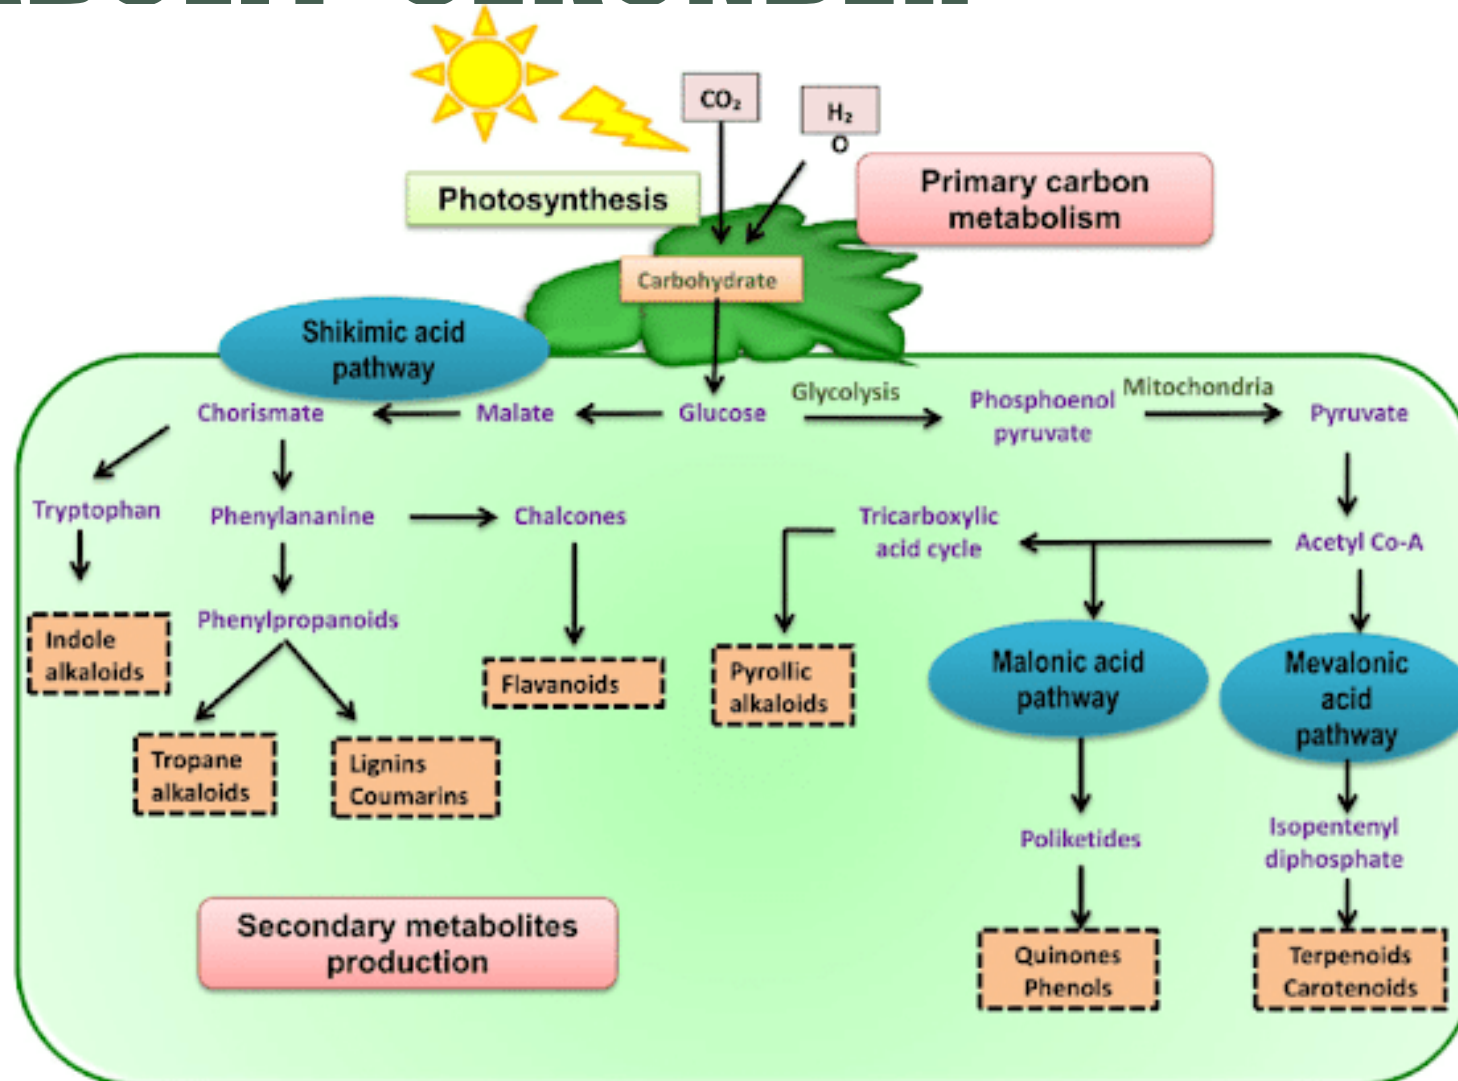 CO₂
H₂
O
Photosynthesis
Primary carbon
metabolism
Carbohydrate
Shikimic acid
pathway
Chorismate
Malate
Glucose
Glycolysis
Phosphoenol
pyruvate
Mitochondria
Pyruvate
Tryptophan
Phenylananine
Chalcones
Tricarboxylic
acid cycle
Acetyl Co-A
Indole
alkaloids
Phenylpropanoids
Flavanoids
Pyrollic
alkaloids
Malonic acid
pathway
Mevalonic
acid
pathway
Tropane
alkaloids
Lignins
Coumarins
Poliketides
Isopentenyl
diphosphate
Secondary metabolites
production
Quinones
Phenols
Terpenoids
Carotenoids